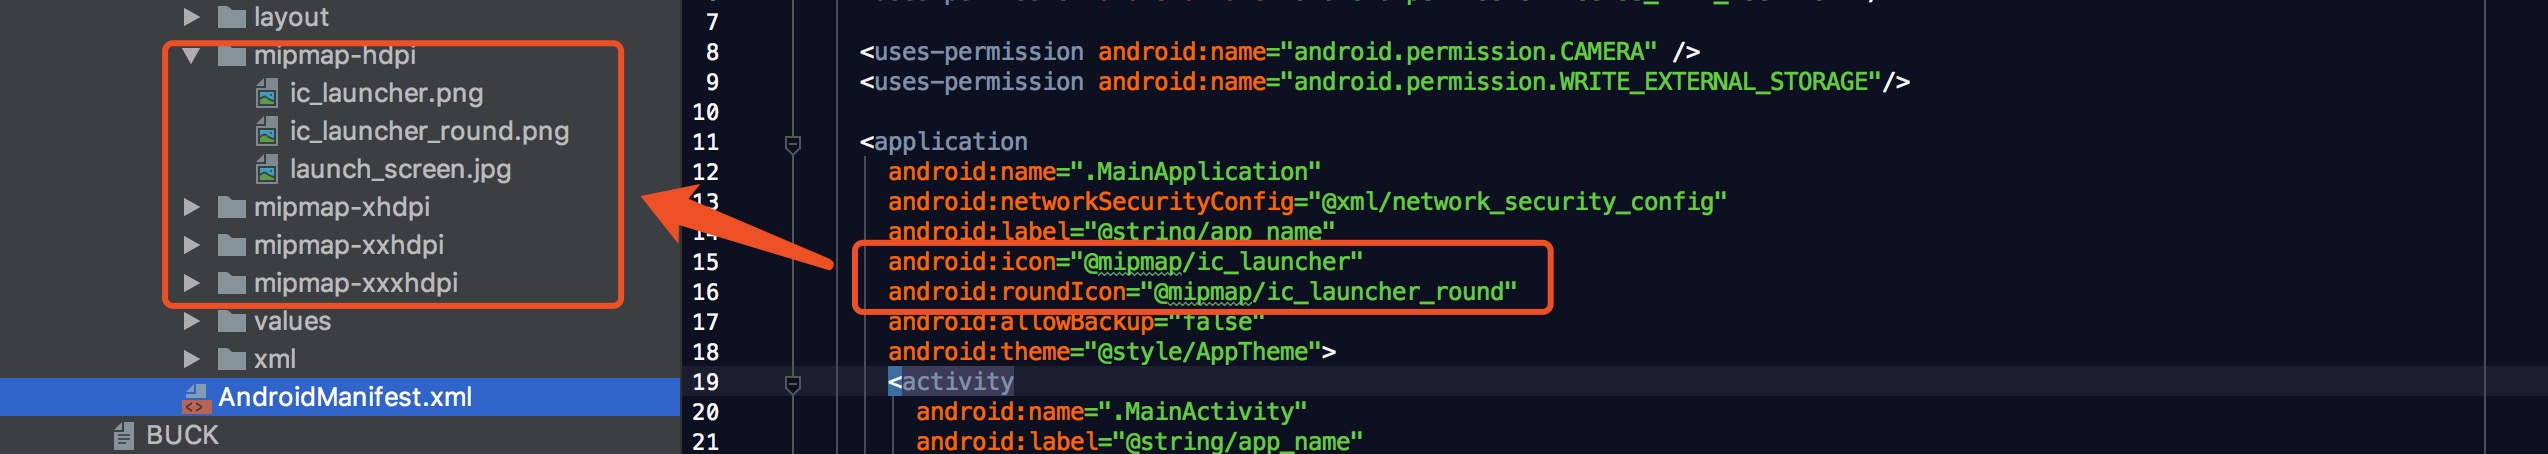 layout
mipmap-hdpi
ic_launcher.png
ic_launcher_round.png
launch_screen.jpg
mipmap-xhdpi
mipmap-xxhdpi
mipmap-xxxhdpi
values
xml
AndroidManifest.xml
BUCK
7
8 <uses-permission android:name="android.permission.CAMERA" />
9 <uses-permission android:name="android.permission.WRITE_EXTERNAL_STORAGE"/>
10
11 <application
12 android:name=".MainApplication"
13 android:networkSecurityConfig="@xml/network_security_config"
14 android:label="@string/app_name"
15 android:icon="@mipmap/ic_launcher"
16 android:roundIcon="@mipmap/ic_launcher_round"
17 android:allowBackup="false"
18 android:theme="@style/AppTheme">
19 <activity
20 android:name=".MainActivity"
21 android:label="@string/app_name"